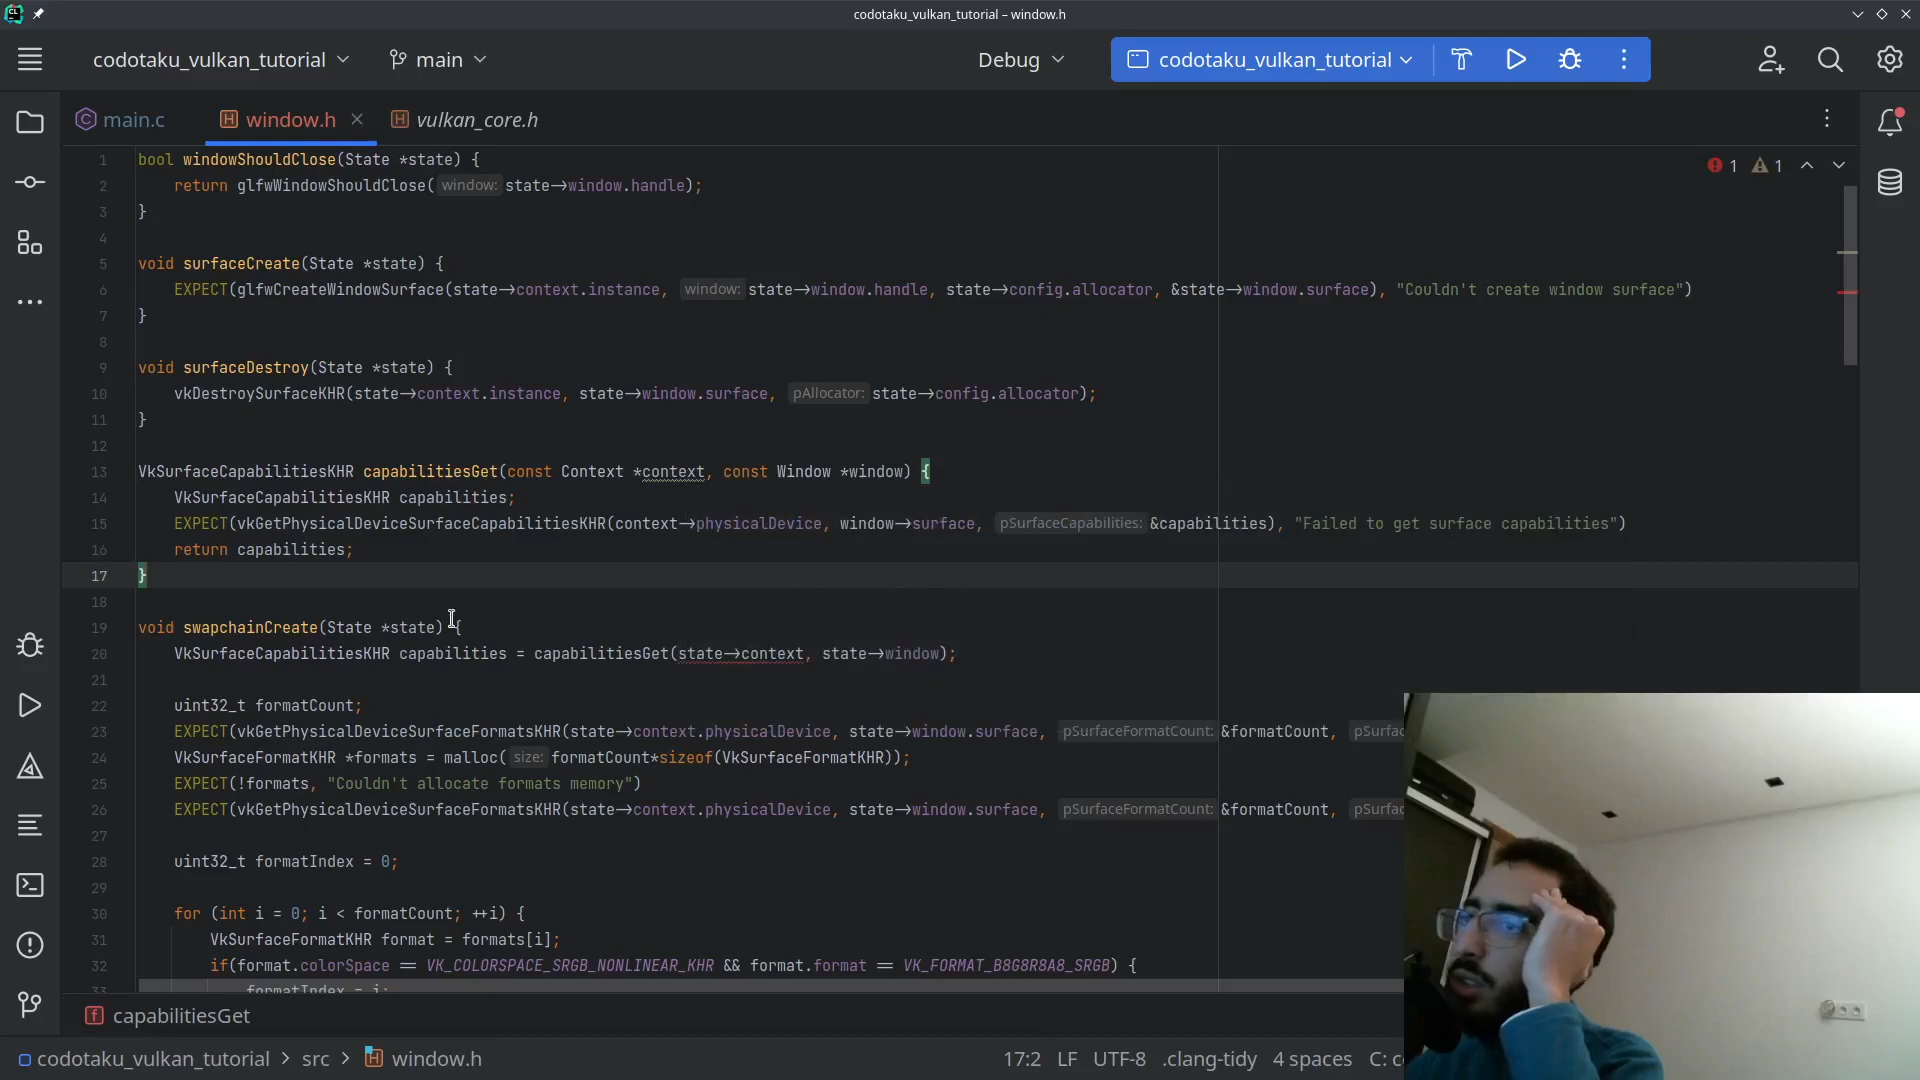 codotaku_vulkan_tutorial – window.h
codotaku_vulkan_tutorial
main
Debug
codotaku_vulkan_tutorial
main.c
window.h
vulkan_core.h
1 bool windowShouldClose(State *state) {
2 return glfwWindowShouldClose( window: state->window.handle);
3 }
4
5 void surfaceCreate(State *state) {
6 EXPECT(glfwCreateWindowSurface(state->context.instance, window: state->window.handle, state->config.allocator, &state->window.surface), "Couldn't create window surface")
7 }
8
9 void surfaceDestroy(State *state) {
10 vkDestroySurfaceKHR(state->context.instance, state->window.surface, pAllocator: state->config.allocator);
11 }
12
13 VkSurfaceCapabilitiesKHR capabilitiesGet(const Context *context, const Window *window) {
14 VkSurfaceCapabilitiesKHR capabilities;
15 EXPECT(vkGetPhysicalDeviceSurfaceCapabilitiesKHR(context->physicalDevice, window->surface, pSurfaceCapabilities: &capabilities), "Failed to get surface capabilities")
16 return capabilities;
17 }
18
19 void swapchainCreate(State *state) {
20 VkSurfaceCapabilitiesKHR capabilities = capabilitiesGet(state->context, state->window);
21
22 uint32_t formatCount;
23 EXPECT(vkGetPhysicalDeviceSurfaceFormatsKHR(state->context.physicalDevice, state->window.surface, pSurfaceFormatCount: &formatCount, pSurfac
24 VkSurfaceFormatKHR *formats = malloc( size: formatCount*sizeof(VkSurfaceFormatKHR));
25 EXPECT(!formats, "Couldn't allocate formats memory")
26 EXPECT(vkGetPhysicalDeviceSurfaceFormatsKHR(state->context.physicalDevice, state->window.surface, pSurfaceFormatCount: &formatCount, pSurfac
27
28 uint32_t formatIndex = 0;
29
30 for (int i = 0; i < formatCount; ++i) {
31 VkSurfaceFormatKHR format = formats[i];
32 if(format.colorSpace == VK_COLORSPACE_SRGB_NONLINEAR_KHR && format.format == VK_FORMAT_B8G8R8A8_SRGB) {
33 formatIndex = i;
1 1
capabilitiesGet
codotaku_vulkan_tutorial > src > window.h
17:2 LF UTF-8 .clang-tidy 4 spaces C: c